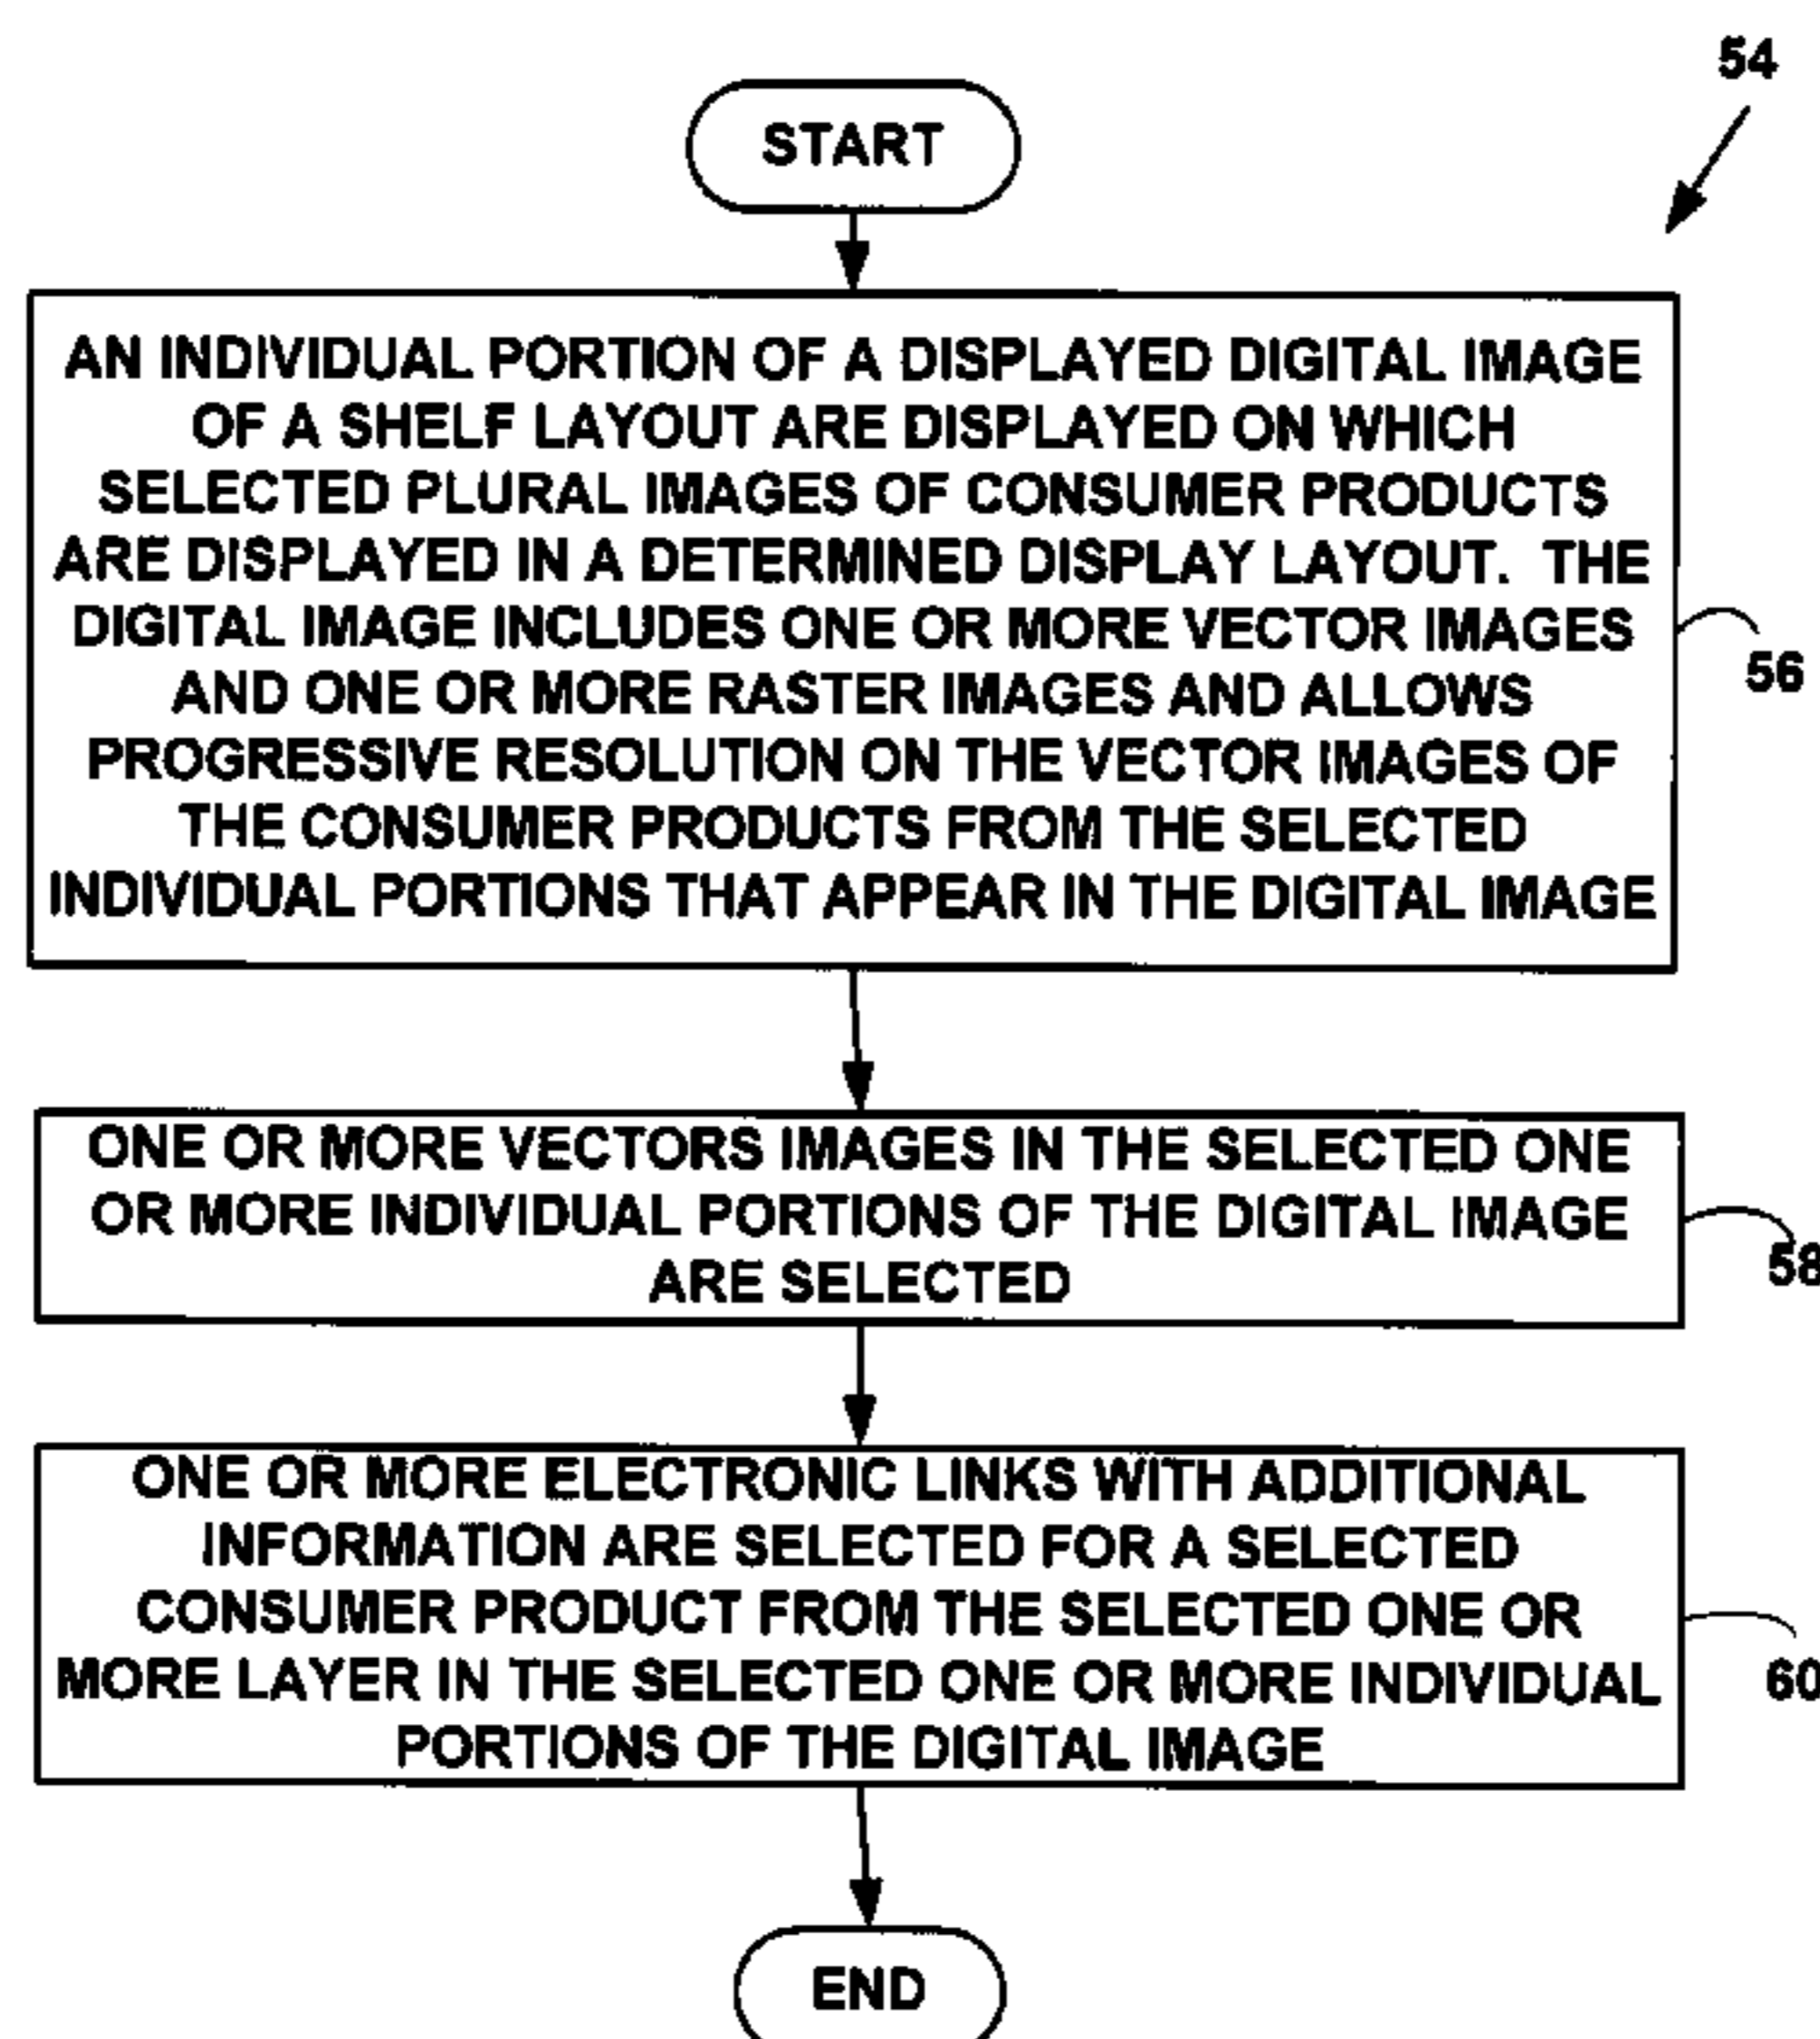 54
START
AN INDIVIDUAL PORTION OF A DISPLAYED DIGITAL IMAGE
OF A SHELF LAYOUT ARE DISPLAYED ON WHICH
SELECTED PLURAL IMAGES OF CONSUMER PRODUCTS
ARE DISPLAYED IN A DETERMINED DISPLAY LAYOUT. THE
DIGITAL IMAGE INCLUDES ONE OR MORE VECTOR IMAGES
AND ONE OR MORE RASTER IMAGES AND ALLOWS
PROGRESSIVE RESOLUTION ON THE VECTOR IMAGES OF
THE CONSUMER PRODUCTS FROM THE SELECTED
INDIVIDUAL PORTIONS THAT APPEAR IN THE DIGITAL IMAGE
56
ONE OR MORE VECTORS IMAGES IN THE SELECTED ONE
OR MORE INDIVIDUAL PORTIONS OF THE DIGITAL IMAGE
ARE SELECTED
58
ONE OR MORE ELECTRONIC LINKS WITH ADDITIONAL
INFORMATION ARE SELECTED FOR A SELECTED
CONSUMER PRODUCT FROM THE SELECTED ONE OR
MORE LAYER IN THE SELECTED ONE OR MORE INDIVIDUAL
PORTIONS OF THE DIGITAL IMAGE
60
END